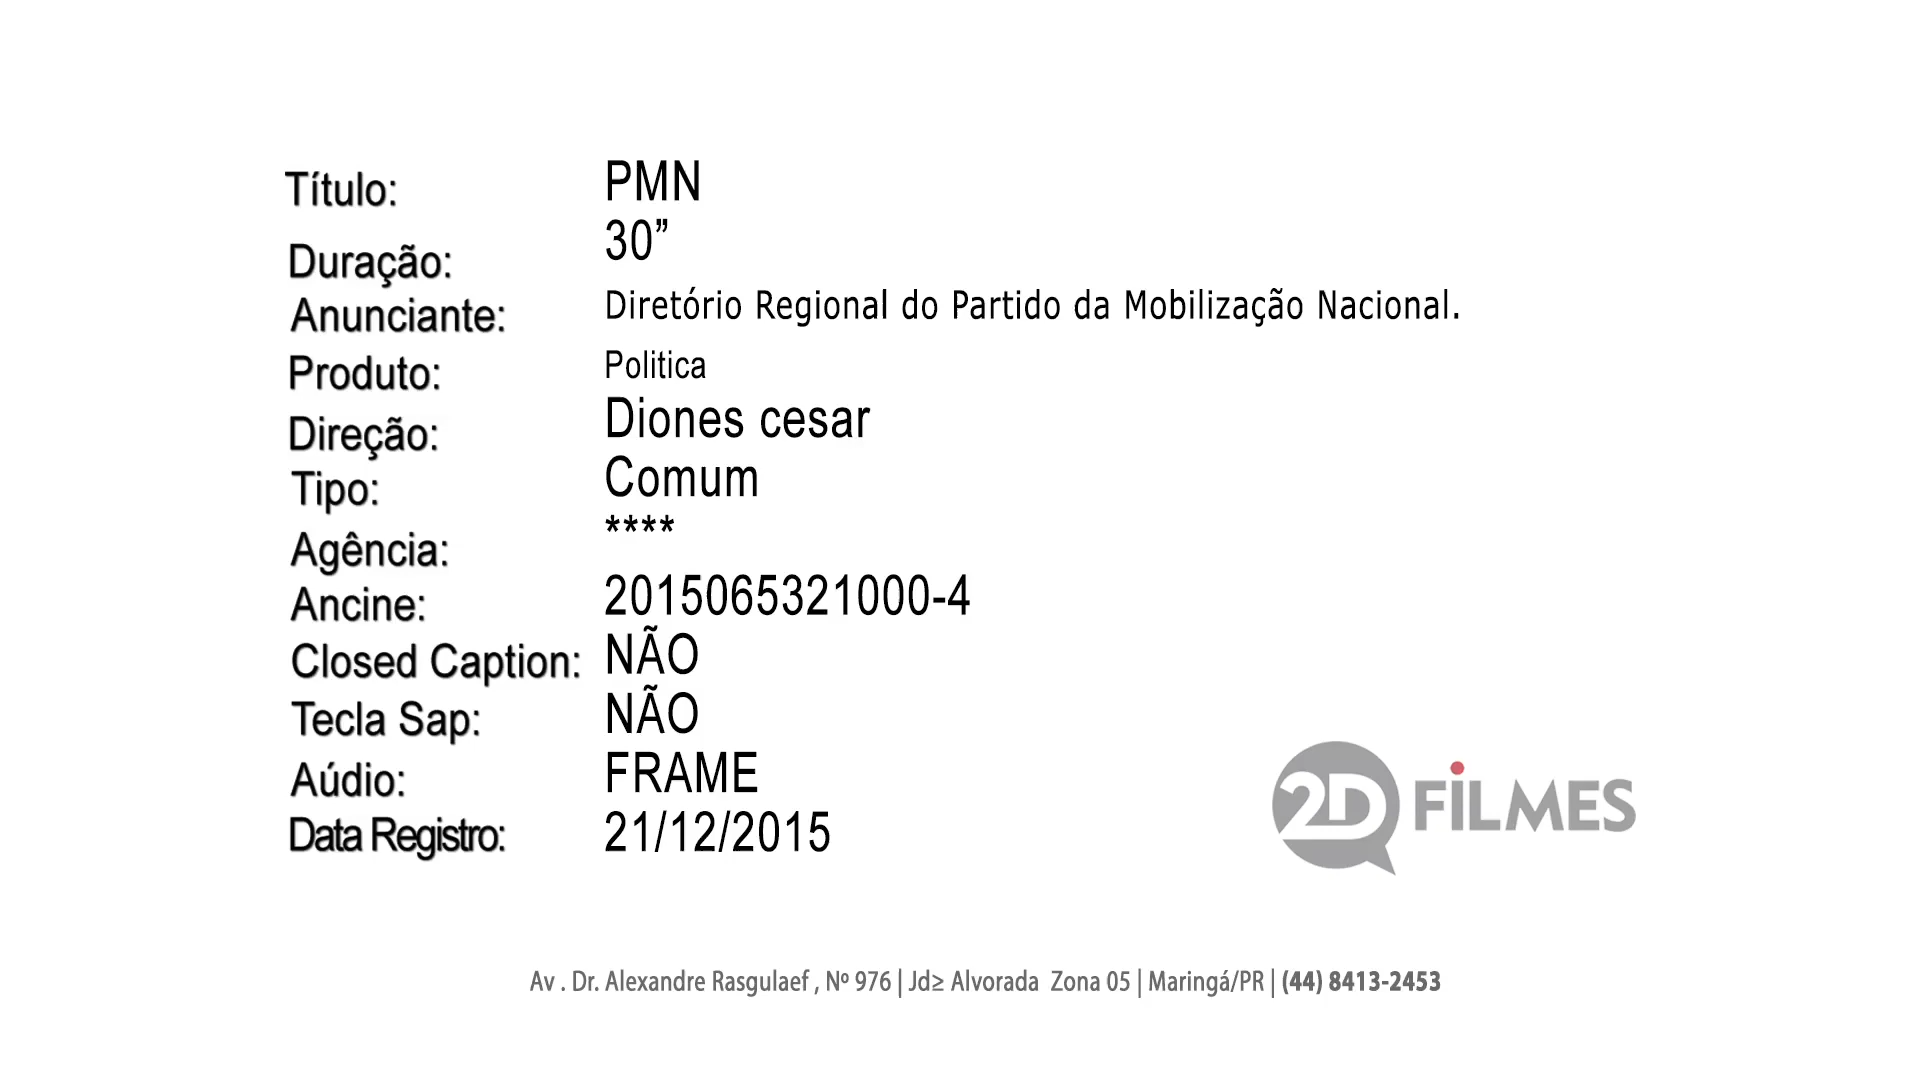 Título: PMN
Duração: 30”
Anunciante: Diretório Regional do Partido da Mobilização Nacional.
Produto: Politica
Direção: Diones cesar
Tipo: Comum
Agência: ****
Ancine: 2015065321000-4
Closed Caption: NÃO
Tecla Sap: NÃO
Aúdio: FRAME
Data Registro: 21/12/2015
2D FiLMES
Av . Dr. Alexandre Rasgulaef , Nº 976 | Jd≥ Alvorada Zona 05 | Maringá/PR | (44) 8413-2453